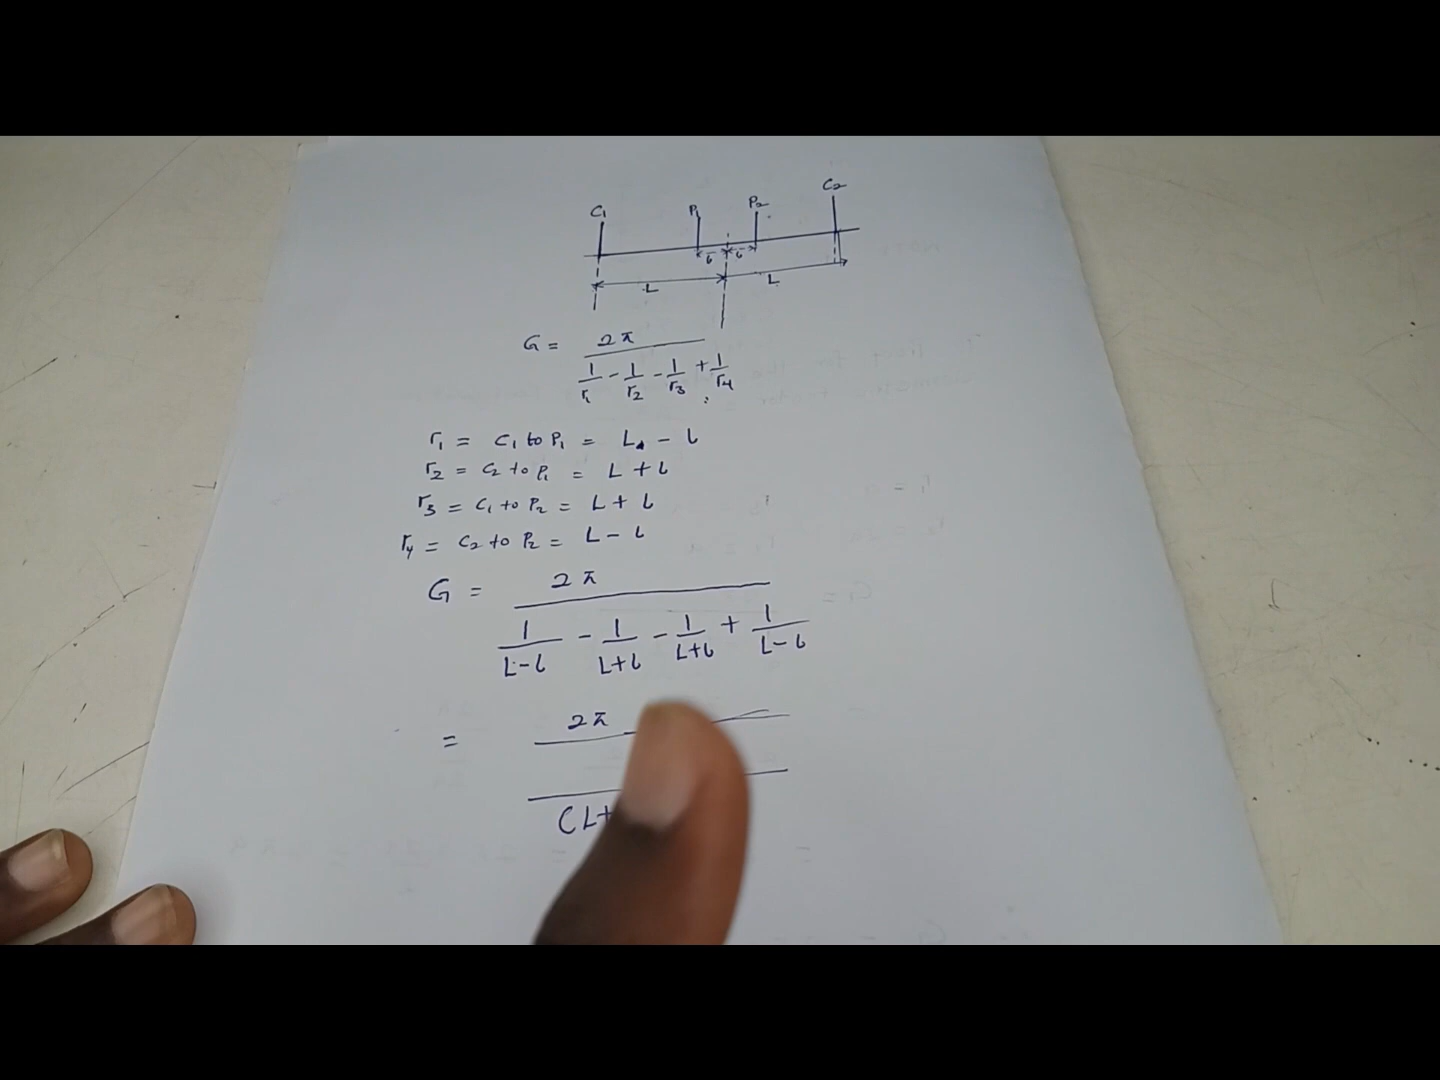 C1 P1 P2 C2
l l
L L
G = 2π / (1/r1 - 1/r2 - 1/r3 + 1/r4)
r1 = C1 to P1 = L - l
r2 = C2 to P1 = L + l
r3 = C1 to P2 = L + l
r4 = C2 to P2 = L - l
G = 2π / (1/(L-l) - 1/(L+l) - 1/(L+l) + 1/(L-l))
= 2π
(L+